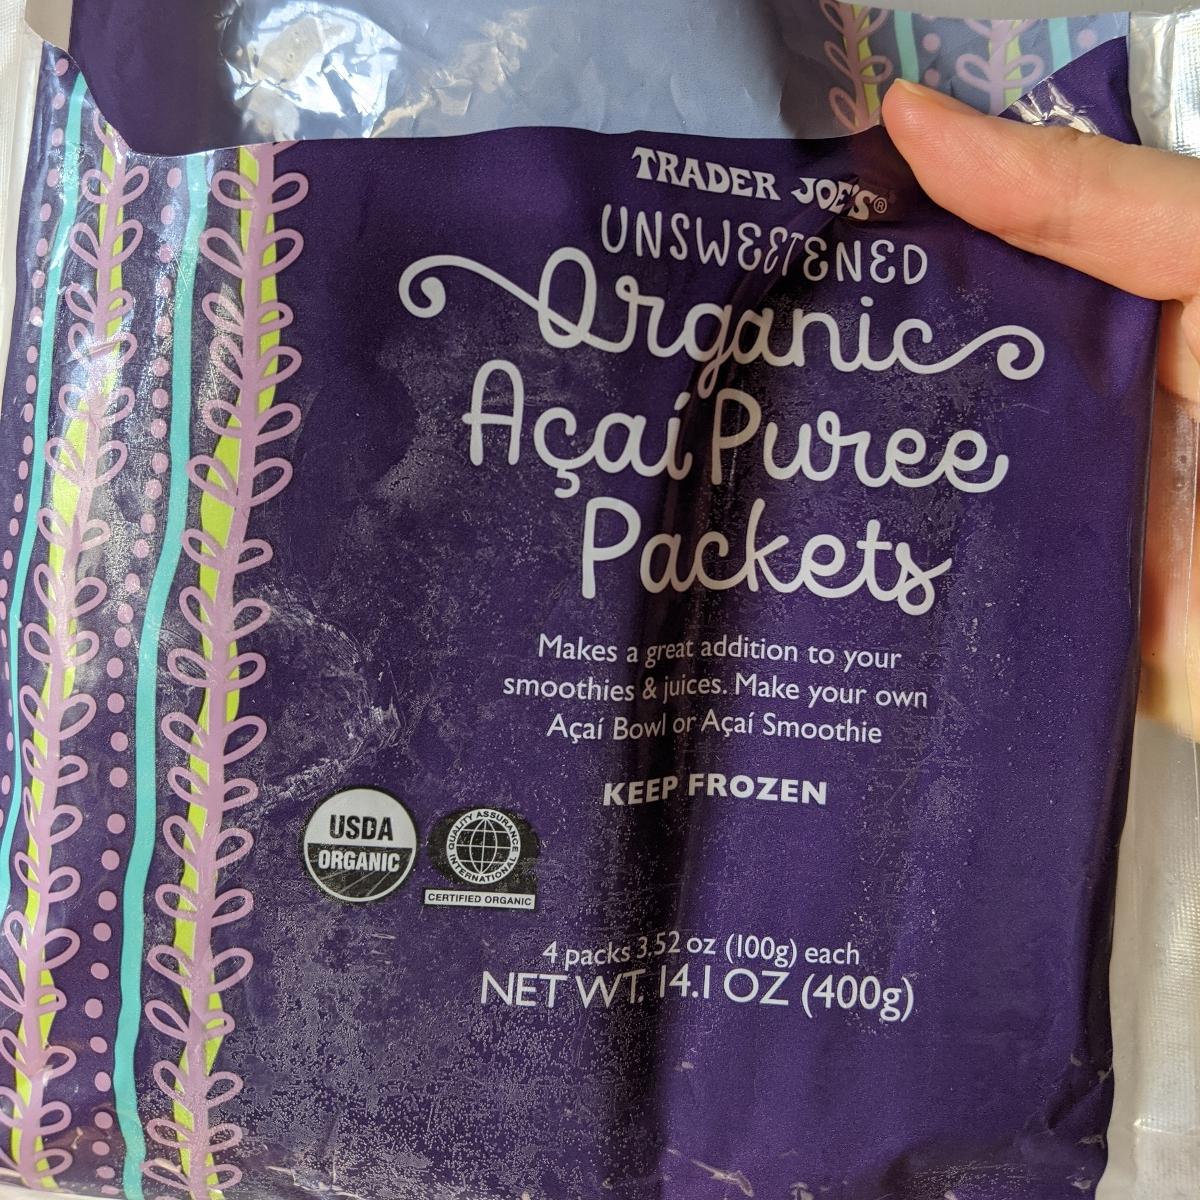 TRADER JOE'S®
UNSWEETENED
Organic
Açaí Puree
Packets
Makes a great addition to your
smoothies & juices. Make your own
Açaí Bowl or Açaí Smoothie
KEEP FROZEN
USDA
ORGANIC
QUALITY ASSURANCE
INTERNATIONAL
CERTIFIED ORGANIC
4 packs 3.52 oz (100g) each
NET WT. 14.1 OZ (400g)